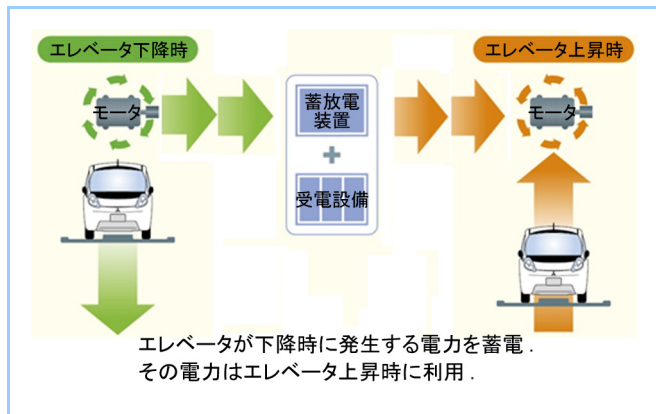 エレベータ下降時
エレベータ上昇時
モータ
蓄放電
装置
+
受電設備
モータ
エレベータが下降時に発生する電力を蓄電.
その電力はエレベータ上昇時に利用.